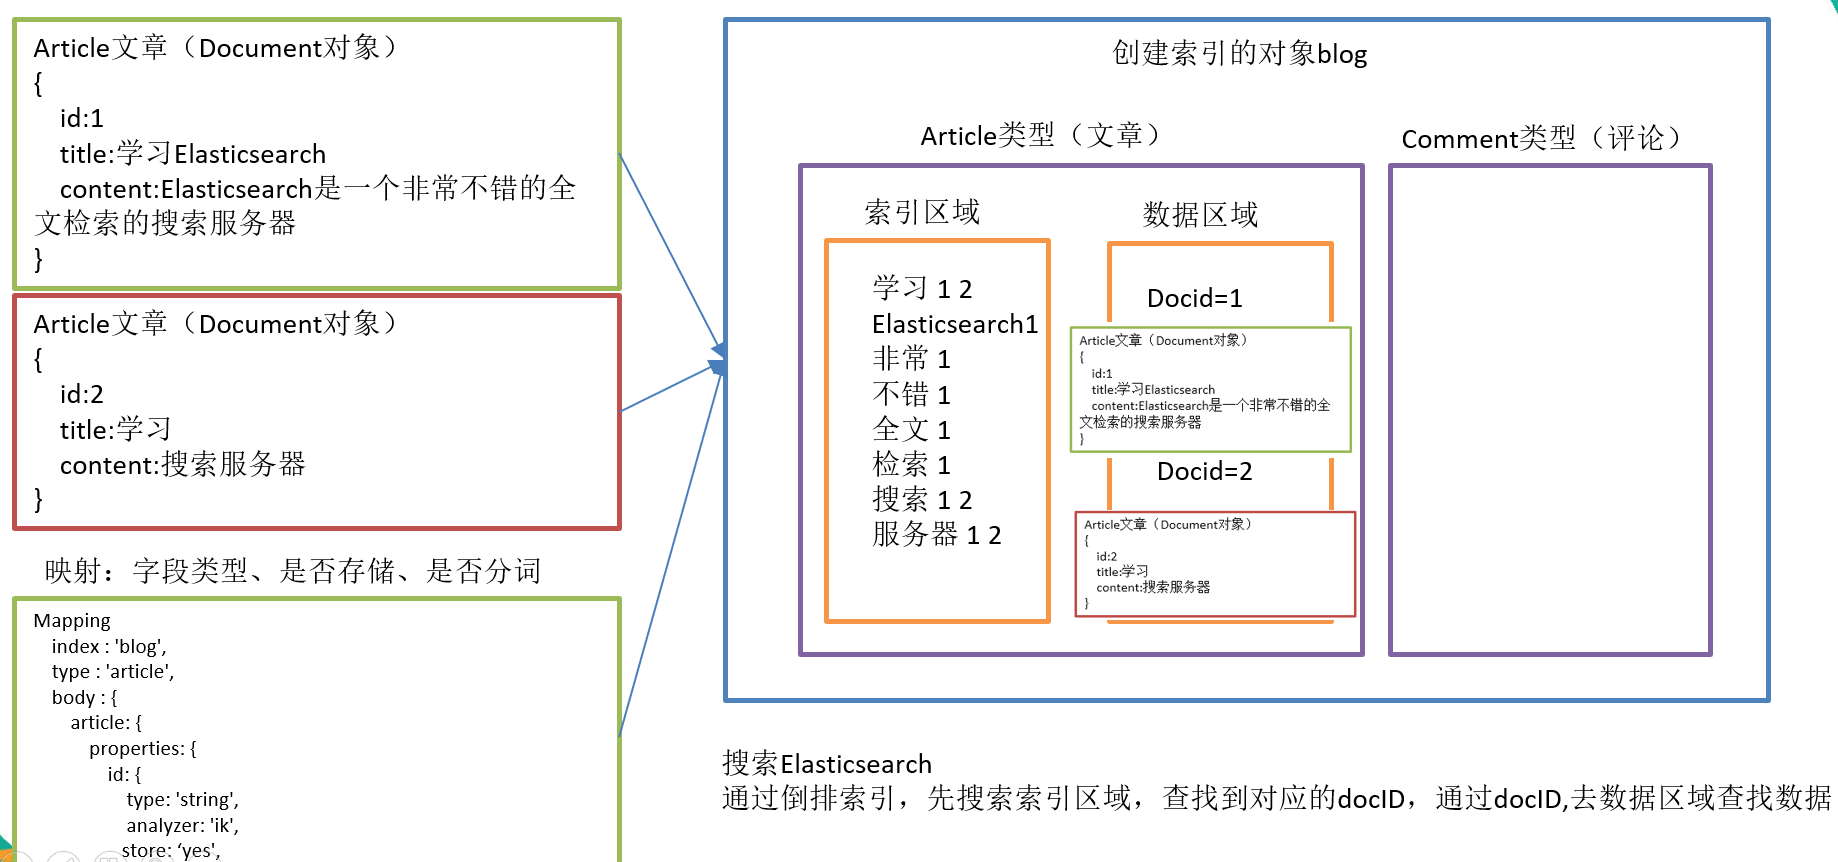 Article文章（Document对象）
{
id:1
title:学习Elasticsearch
content:Elasticsearch是一个非常不错的全
文检索的搜索服务器
}
Article文章（Document对象）
{
id:2
title:学习
content:搜索服务器
}
映射：字段类型、是否存储、是否分词
Mapping
index : 'blog',
type : 'article',
body : {
article: {
properties: {
id: {
type: 'string',
analyzer: 'ik',
store: ‘yes',
创建索引的对象blog
Article类型（文章）
索引区域
学习 1 2
Elasticsearch1
非常 1
不错 1
全文 1
检索 1
搜索 1 2
服务器 1 2
数据区域
Docid=1
Article文章（Document对象）
{
id:1
title:学习Elasticsearch
content:Elasticsearch是一个非常不错的全
文检索的搜索服务器
}
Docid=2
Article文章（Document对象）
{
id:2
title:学习
content:搜索服务器
}
Comment类型（评论）
搜索Elasticsearch
通过倒排索引，先搜索索引区域，查找到对应的docID，通过docID,去数据区域查找数据